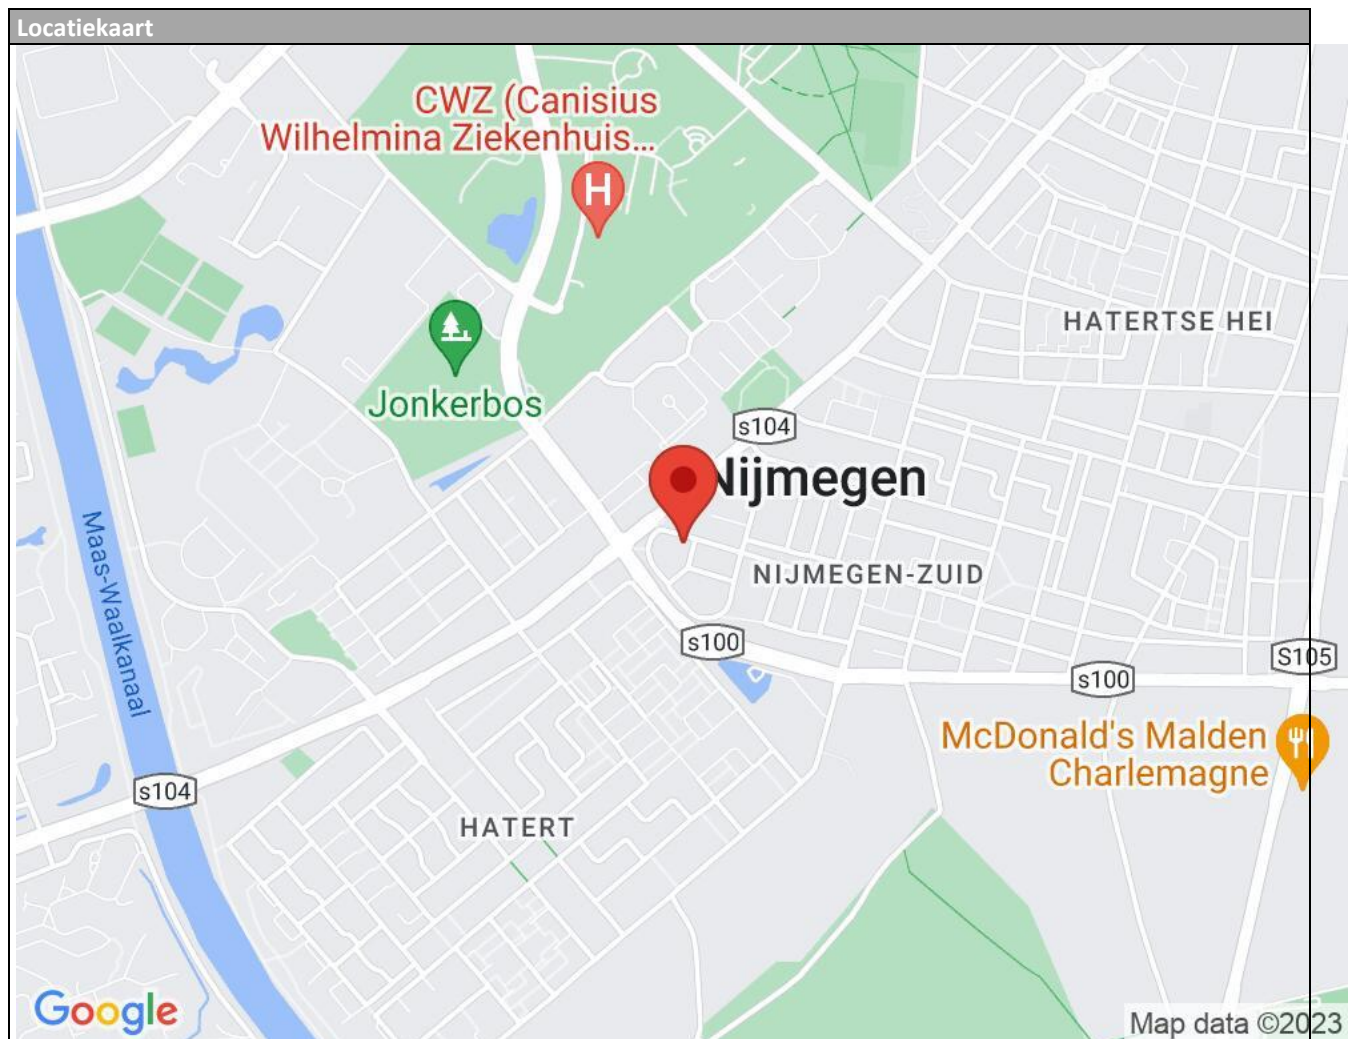 Locatiekaart
CWZ (Canisius
Wilhelmina Ziekenhuis...
H
HATERTSE HEI
Jonkerbos
s104
Nijmegen
Maas-Waalkanaal
NIJMEGEN-ZUID
s100
S105
s100
McDonald's Malden
Charlemagne
s104
HATERT
Google
Map data ©2023